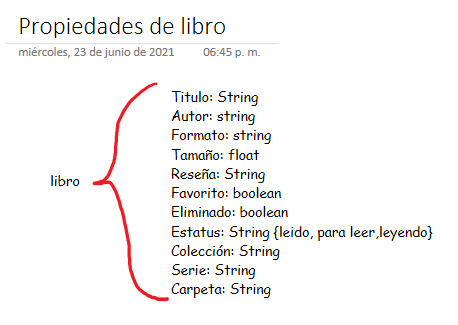 Propiedades de libro
miércoles, 23 de junio de 2021 06:45 p. m.
Titulo: String
Autor: string
Formato: string
Tamaño: float
Reseña: String
libro
Favorito: boolean
Eliminado: boolean
Estatus: String {leido, para leer,leyendo}
Colección: String
Serie: String
Carpeta: String